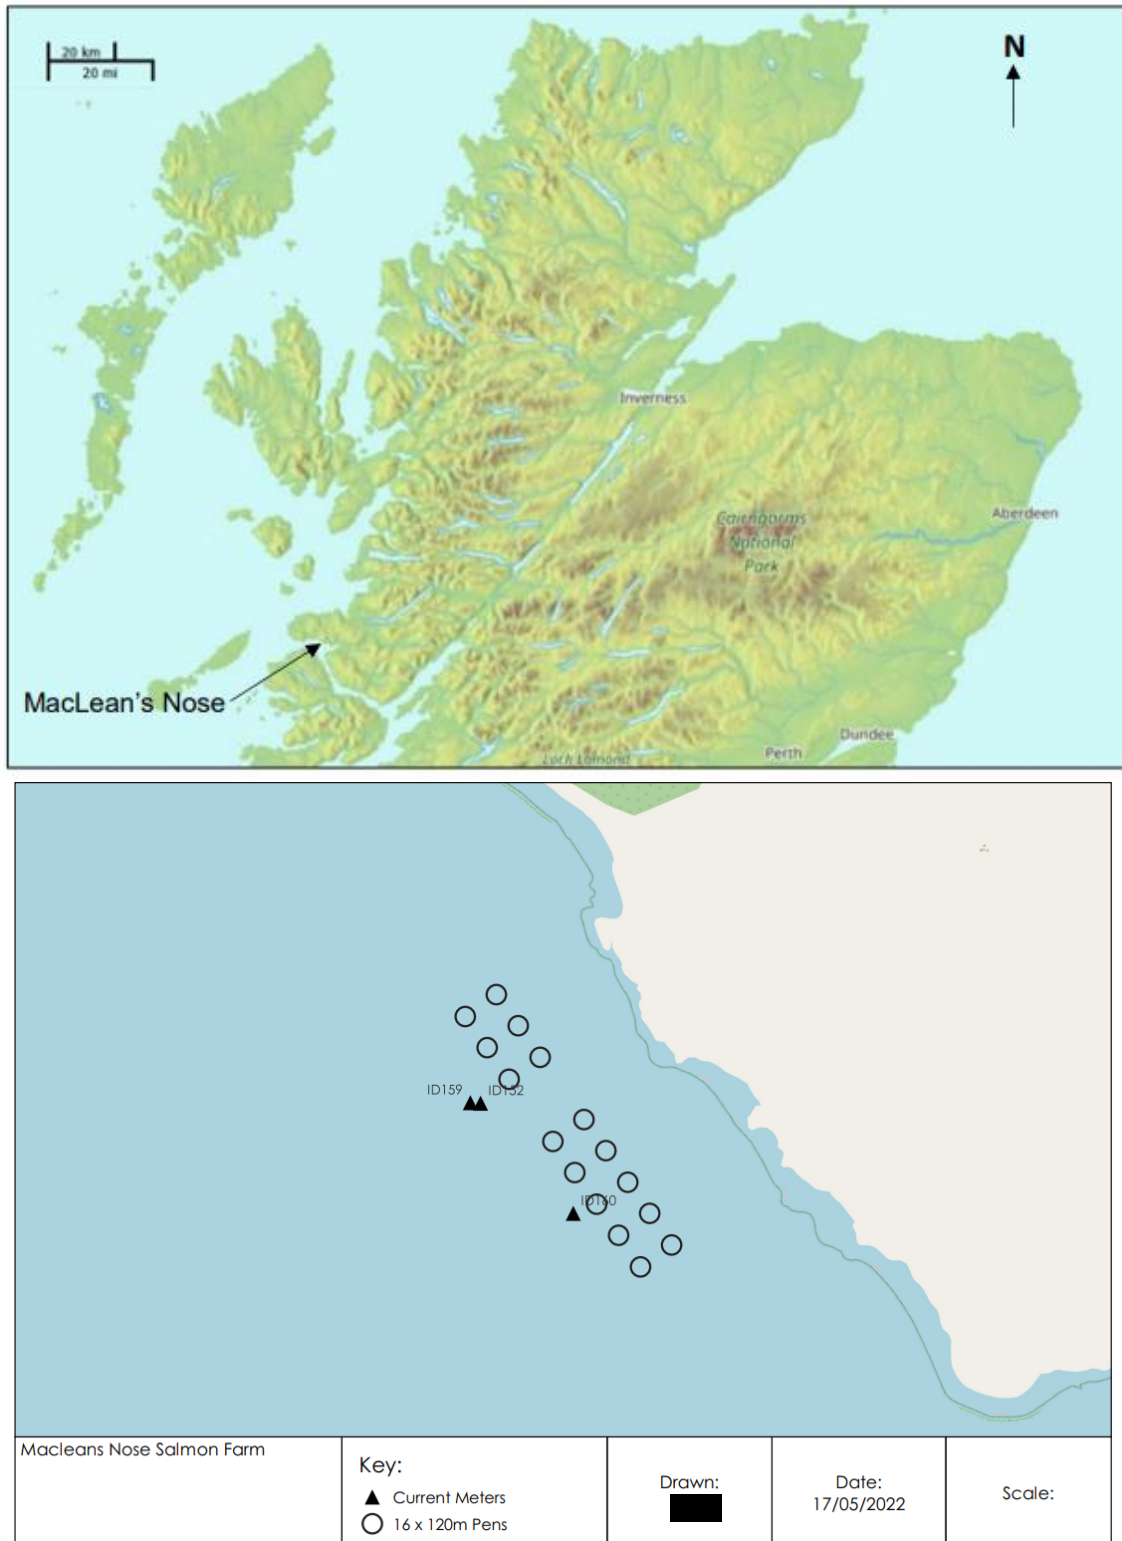 20 km
20 mi
N
Inverness
Cairngorms
National
Park
Aberdeen
MacLean's Nose
Dundee
Perth
Loch Lomond
ID159
ID152
ID160
Macleans Nose Salmon Farm
Key:
Current Meters
16 x 120m Pens
Drawn:
Date:
17/05/2022
Scale: